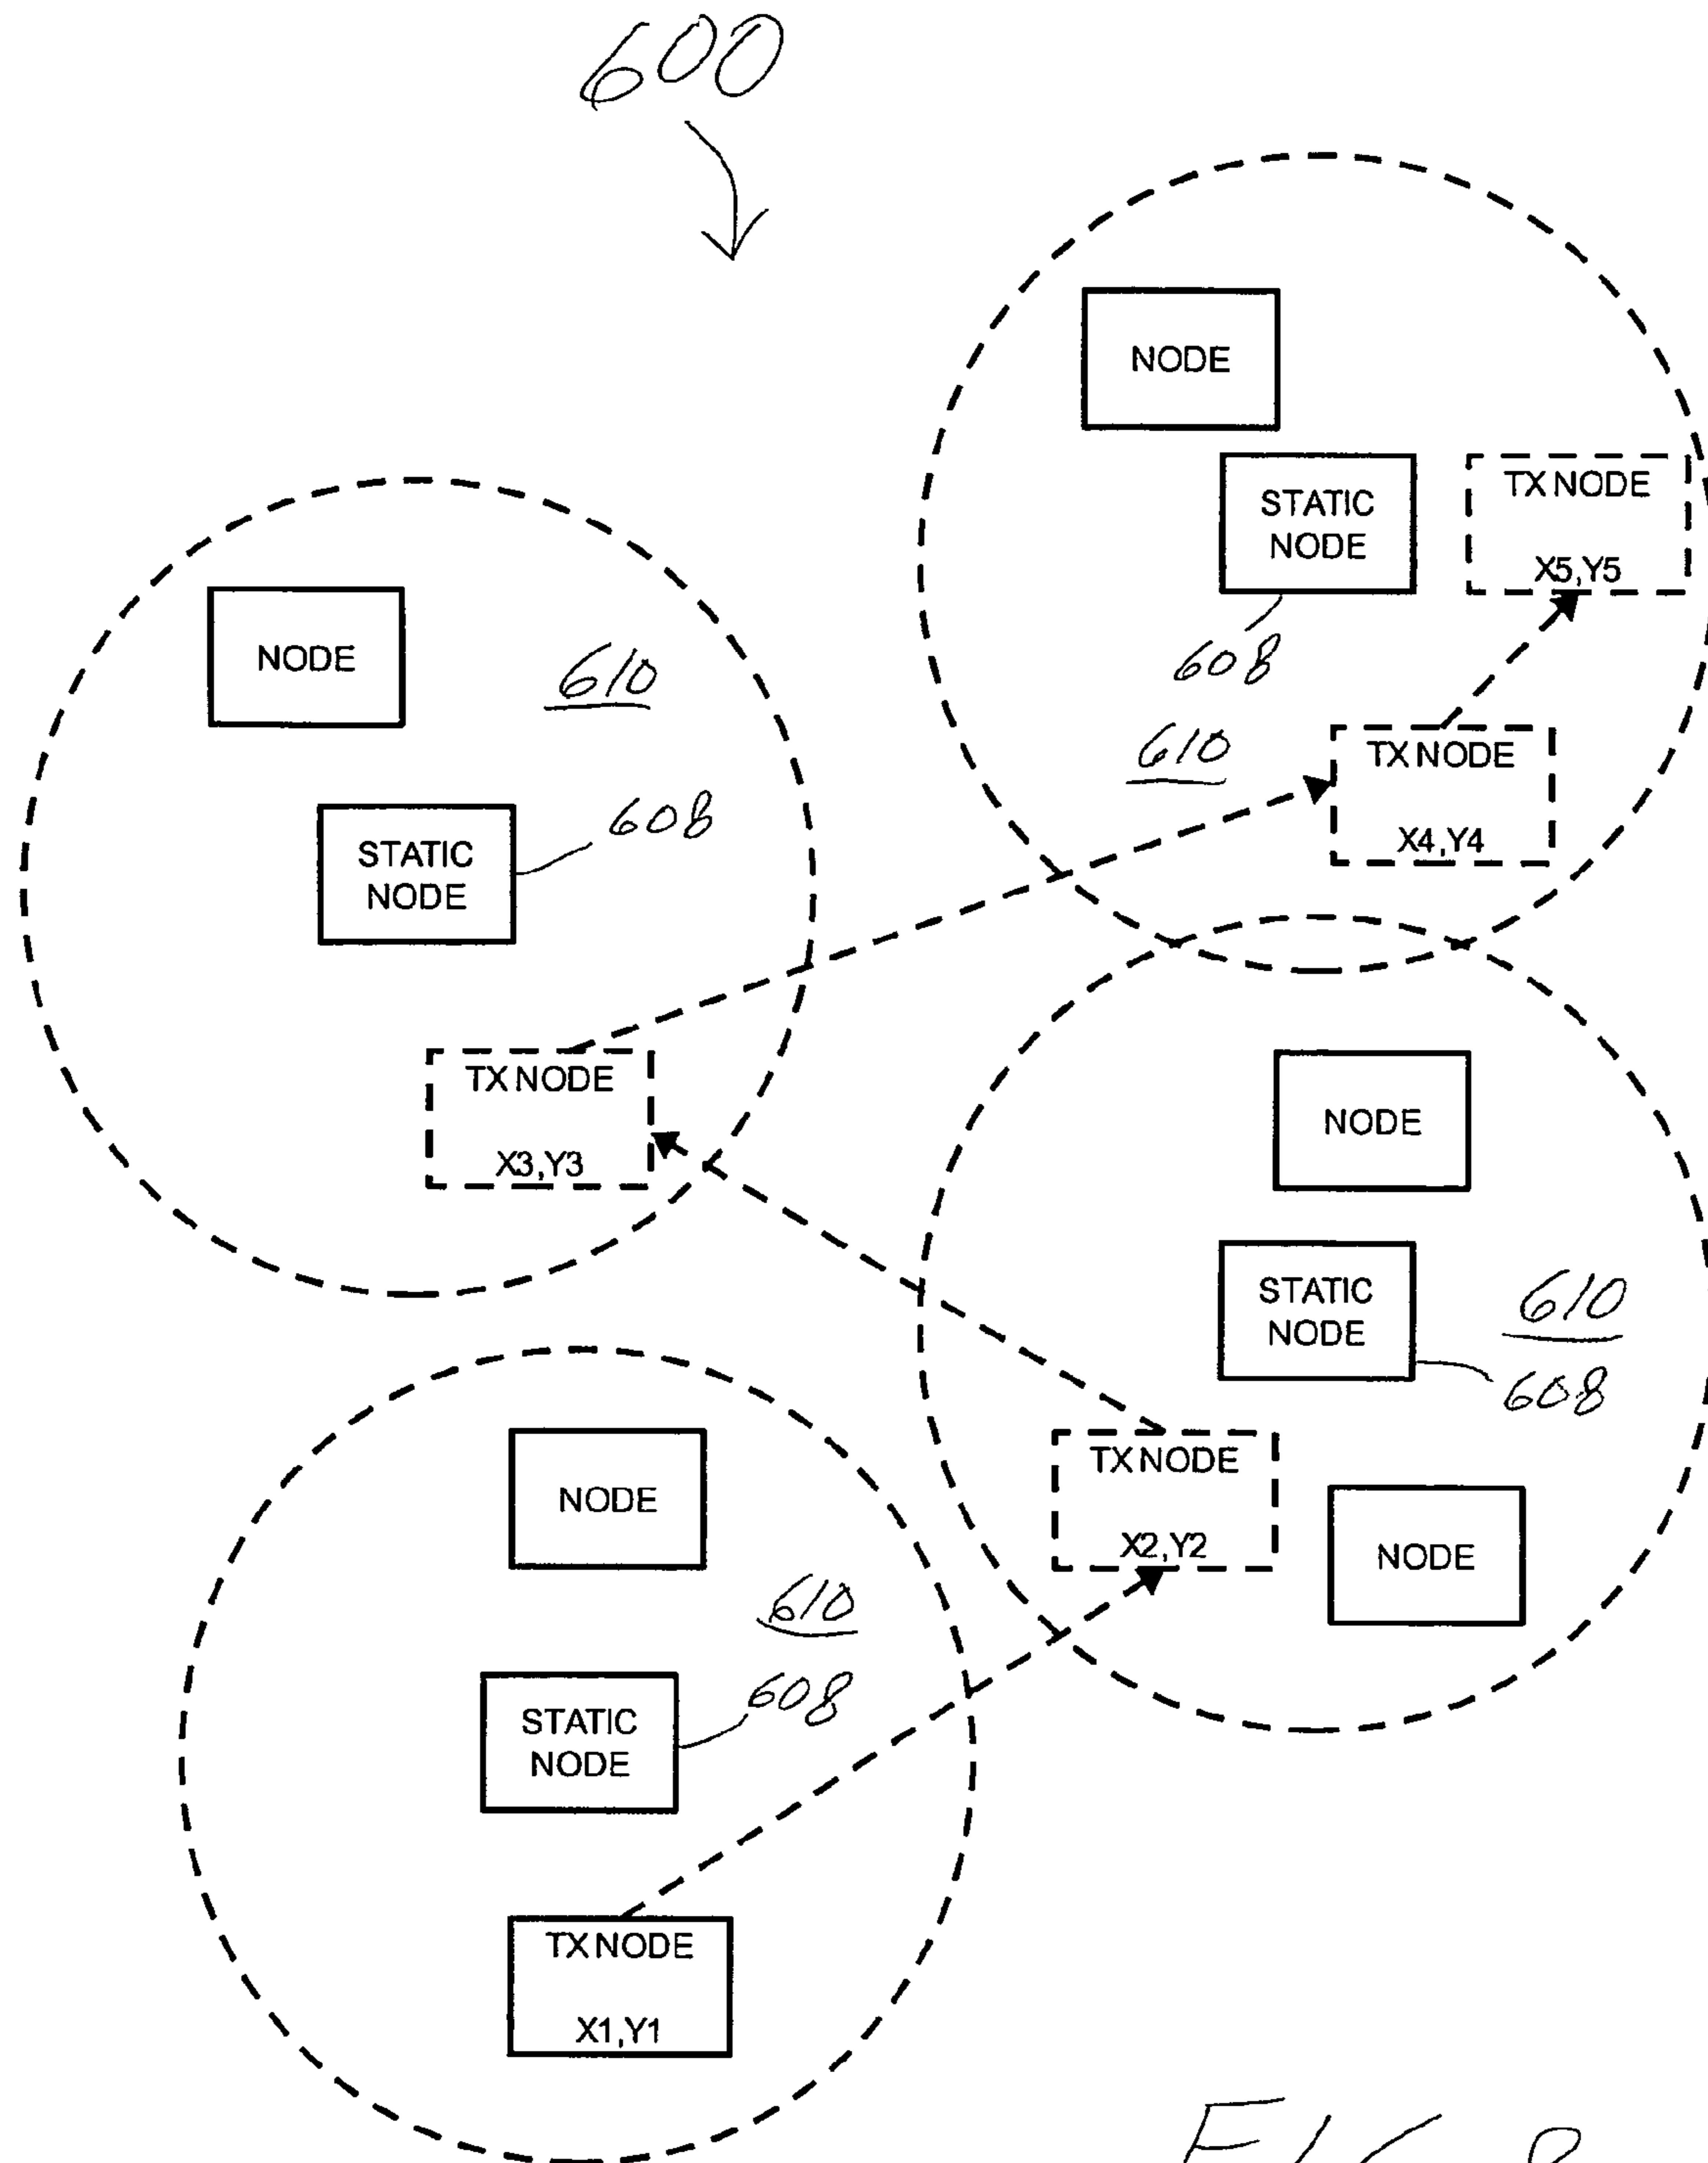 600
NODE
STATIC
NODE
TX NODE
X5,Y5
608
610
TX NODE
X4,Y4
NODE
610
STATIC
NODE
608
TX NODE
X3,Y3
NODE
STATIC
NODE
610
608
TX NODE
X2,Y2
NODE
NODE
610
STATIC
NODE
608
TX NODE
X1,Y1